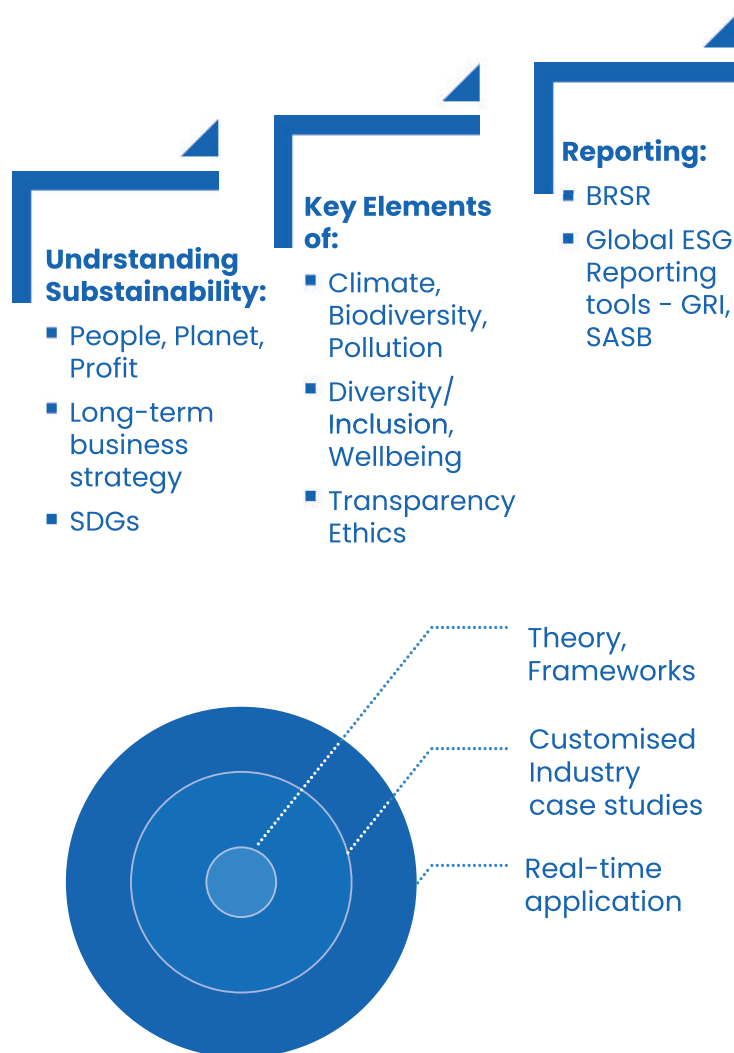 Undrstanding
Substainability:
▪ People, Planet,
Profit
▪ Long-term
business
strategy
▪ SDGs
Key Elements
of:
▪ Climate,
Biodiversity,
Pollution
▪ Diversity/
Inclusion,
Wellbeing
▪ Transparency
Ethics
Reporting:
▪ BRSR
▪ Global ESG
Reporting
tools - GRI,
SASB
Theory,
Frameworks
Customised
Industry
case studies
Real-time
application